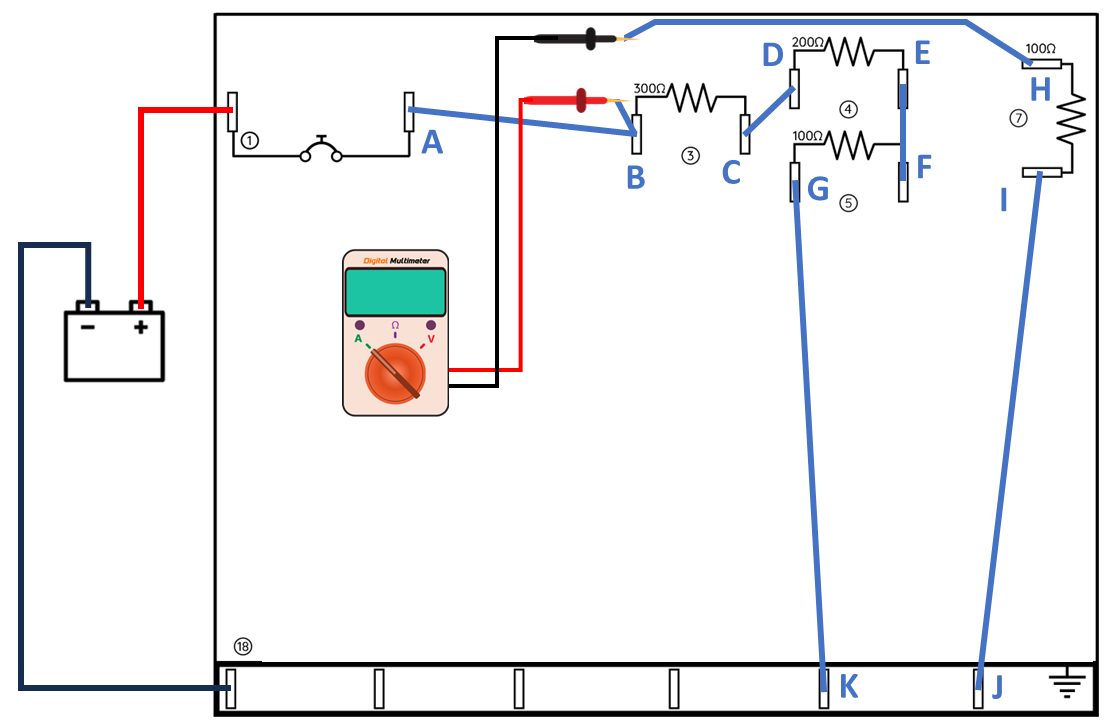 200Ω
D
E
100Ω
300Ω
H
④
⑦
①
A
100Ω
B
③
C
G
F
⑤
I
Digital Multimeter
Ω
A
V
− +
⑱
K
J